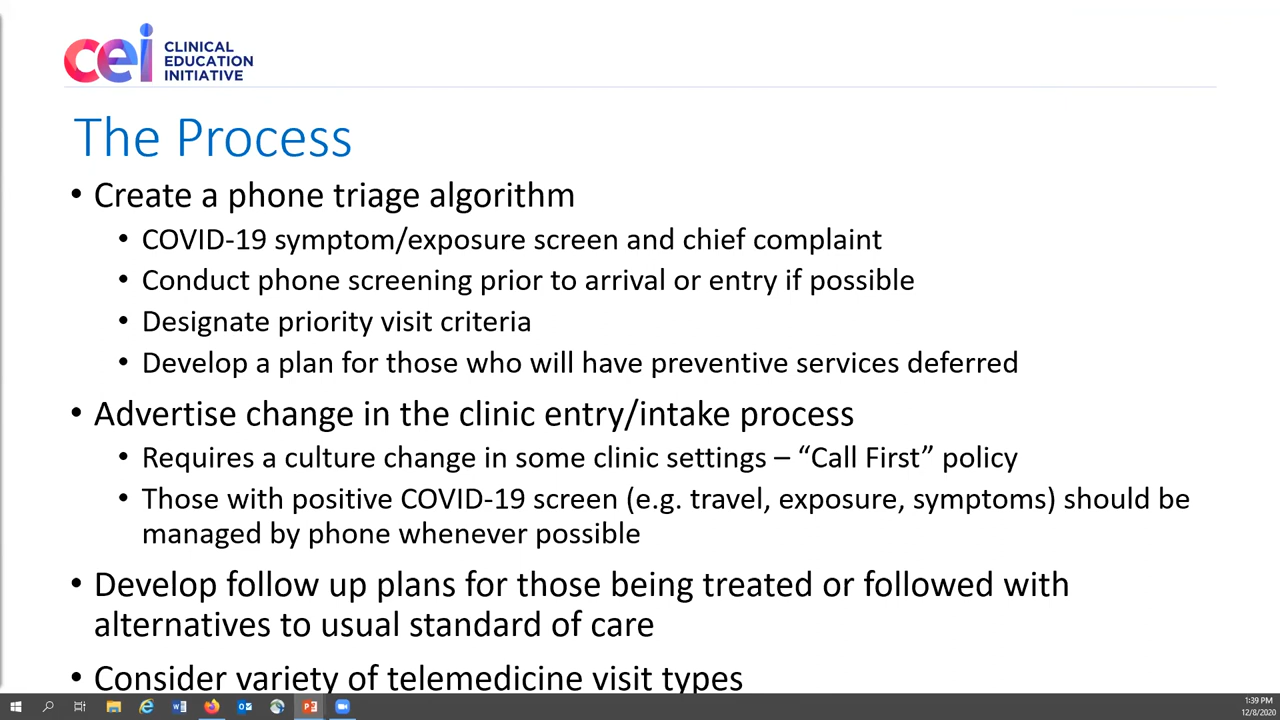 cei CLINICAL
EDUCATION
INITIATIVE
The Process
• Create a phone triage algorithm
• COVID-19 symptom/exposure screen and chief complaint
• Conduct phone screening prior to arrival or entry if possible
• Designate priority visit criteria
• Develop a plan for those who will have preventive services deferred
• Advertise change in the clinic entry/intake process
• Requires a culture change in some clinic settings – “Call First” policy
• Those with positive COVID-19 screen (e.g. travel, exposure, symptoms) should be
managed by phone whenever possible
• Develop follow up plans for those being treated or followed with
alternatives to usual standard of care
• Consider variety of telemedicine visit types
1:39 PM
12/8/2020